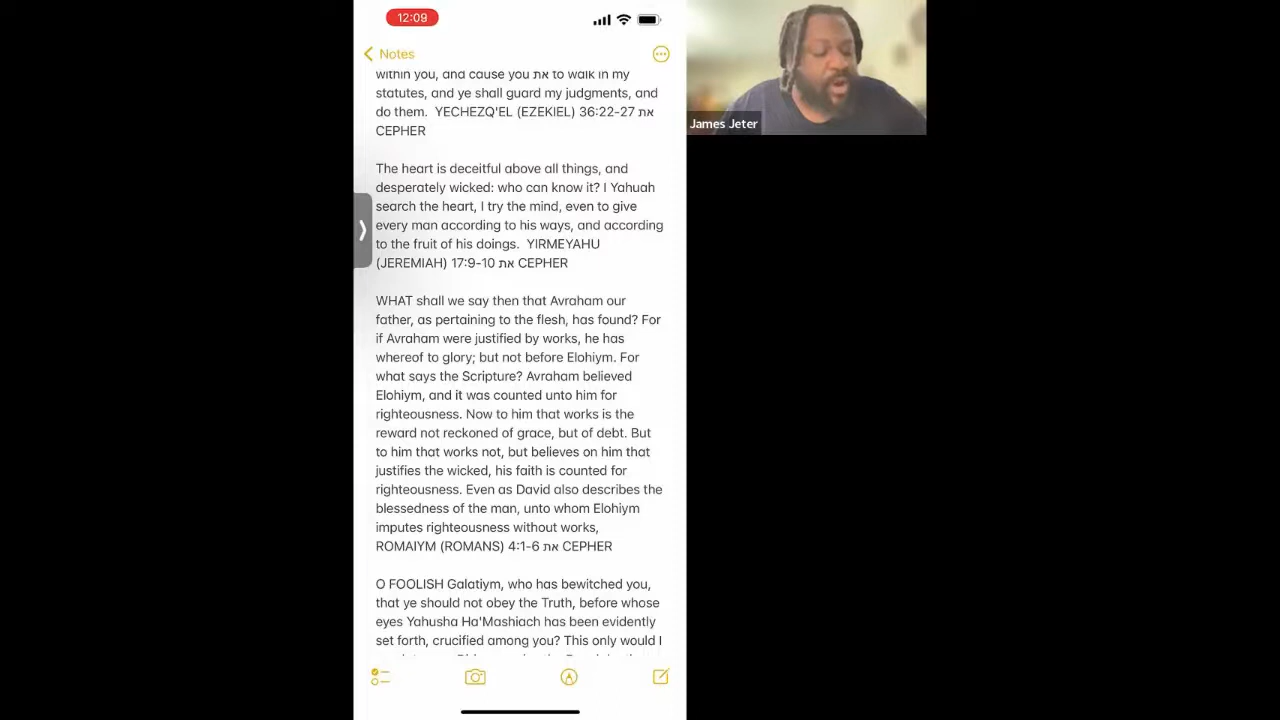 12:09
Notes
within you, and cause you את to walk in my
statutes, and ye shall guard my judgments, and
do them.  YECHEZQ'EL (EZEKIEL) 36:22-27 את
CEPHER
The heart is deceitful above all things, and
desperately wicked: who can know it? I Yahuah
search the heart, I try the mind, even to give
every man according to his ways, and according
to the fruit of his doings.  YIRMEYAHU
(JEREMIAH) 17:9-10 את CEPHER
WHAT shall we say then that Avraham our
father, as pertaining to the flesh, has found? For
if Avraham were justified by works, he has
whereof to glory; but not before Elohiym. For
what says the Scripture? Avraham believed
Elohiym, and it was counted unto him for
righteousness. Now to him that works is the
reward not reckoned of grace, but of debt. But
to him that works not, but believes on him that
justifies the wicked, his faith is counted for
righteousness. Even as David also describes the
blessedness of the man, unto whom Elohiym
imputes righteousness without works,
ROMAIYM (ROMANS) 4:1-6 את CEPHER
O FOOLISH Galatiym, who has bewitched you,
that ye should not obey the Truth, before whose
eyes Yahusha Ha'Mashiach has been evidently
set forth, crucified among you? This only would I
James Jeter